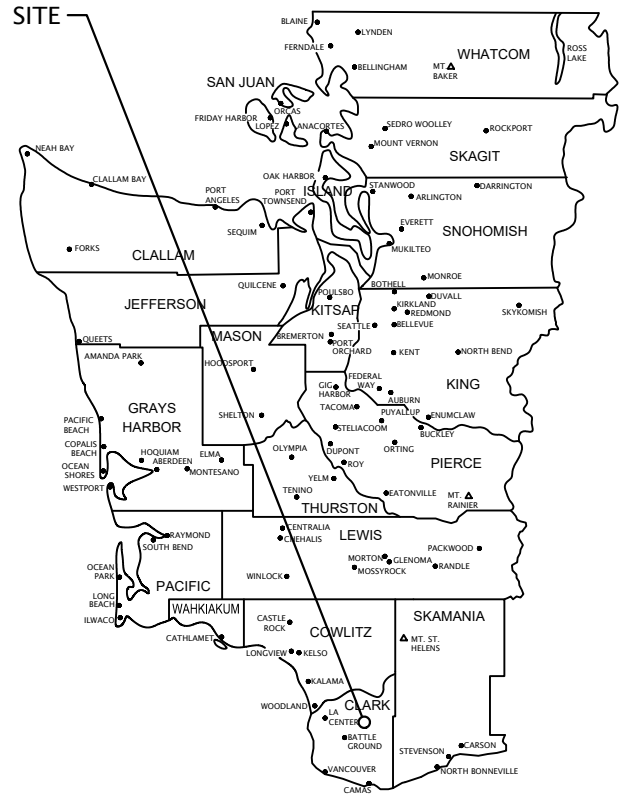 SITE
BLAINE
LYNDEN
FERNDALE
WHATCOM
ROSS
LAKE
MT.
BAKER
BELLINGHAM
SAN JUAN
ORCAS
FRIDAY HARBOR
LOPEZ
ANACORTES
SEDRO WOOLLEY
ROCKPORT
MOUNT VERNON
SKAGIT
NEAH BAY
CLALLAM BAY
OAK HARBOR
ISLAND
STANWOOD
DARRINGTON
ARLINGTON
PORT
ANGELES
PORT
TOWNSEND
SEQUIM
EVERETT
SNOHOMISH
MUKILTEO
FORKS
CLALLAM
MONROE
QUILCENE
BOTHELL
DUVALL
POULSBO
JEFFERSON
KITSAP
KIRKLAND
REDMOND
SKYKOMISH
SEATTLE
BELLEVUE
MASON
BREMERTON
PORT
ORCHARD
QUEETS
AMANDA PARK
KENT
NORTH BEND
HOODSPORT
GIG
HARBOR
FEDERAL
WAY
KING
AUBURN
TACOMA
GRAYS
HARBOR
SHELTON
PUYALLUP
ENUMCLAW
PACIFIC
BEACH
STELIACOOM
BUCKLEY
COPALIS
BEACH
DUPONT
ORTING
HOQUIAM
ABERDEEN
ELMA
MONTESANO
OLYMPIA
ROY
PIERCE
OCEAN
SHORES
WESTPORT
YELM
TENINO
EATONVILLE
MT.
RAINIER
THURSTON
CENTRALIA
CHEHALIS
LEWIS
RAYMOND
SOUTH BEND
PACKWOOD
MORTON
GLENOMA
MOSSYROCK
RANDLE
OCEAN
PARK
WINLOCK
PACIFIC
LONG
BEACH
WAHKIAKUM
ILWACO
CATHLAMET
CASTLE
ROCK
COWLITZ
SKAMANIA
MT. ST.
HELENS
LONGVIEW
KELSO
KALAMA
WOODLAND
CLARK
LA
CENTER
BATTLE
GROUND
CARSON
STEVENSON
NORTH BONNEVILLE
VANCOUVER
CAMAS